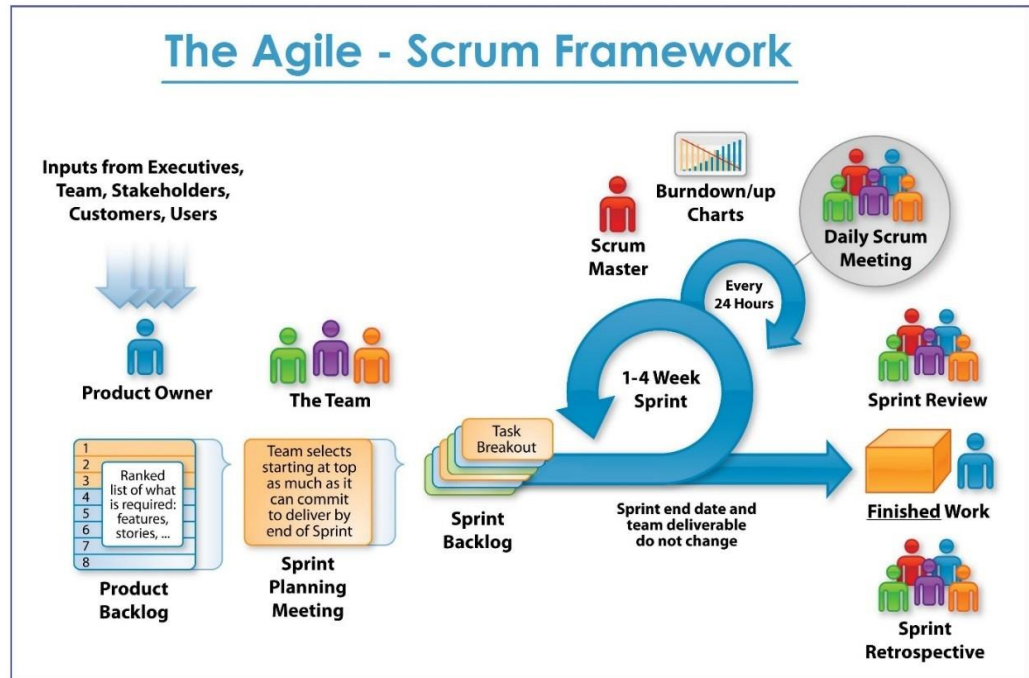 The Agile - Scrum Framework
Inputs from Executives,
Team, Stakeholders,
Customers, Users
Product Owner
The Team
1
2
3
4
5
6
7
8
Ranked
list of what
is required:
features,
stories, ...
Product
Backlog
Team selects
starting at top
as much as it
can commit
to deliver by
end of Sprint
Sprint
Planning
Meeting
Task
Breakout
Sprint
Backlog
Scrum
Master
Burndown/up
Charts
Every
24 Hours
Daily Scrum
Meeting
1-4 Week
Sprint
Sprint end date and
team deliverable
do not change
Sprint Review
Finished Work
Sprint
Retrospective